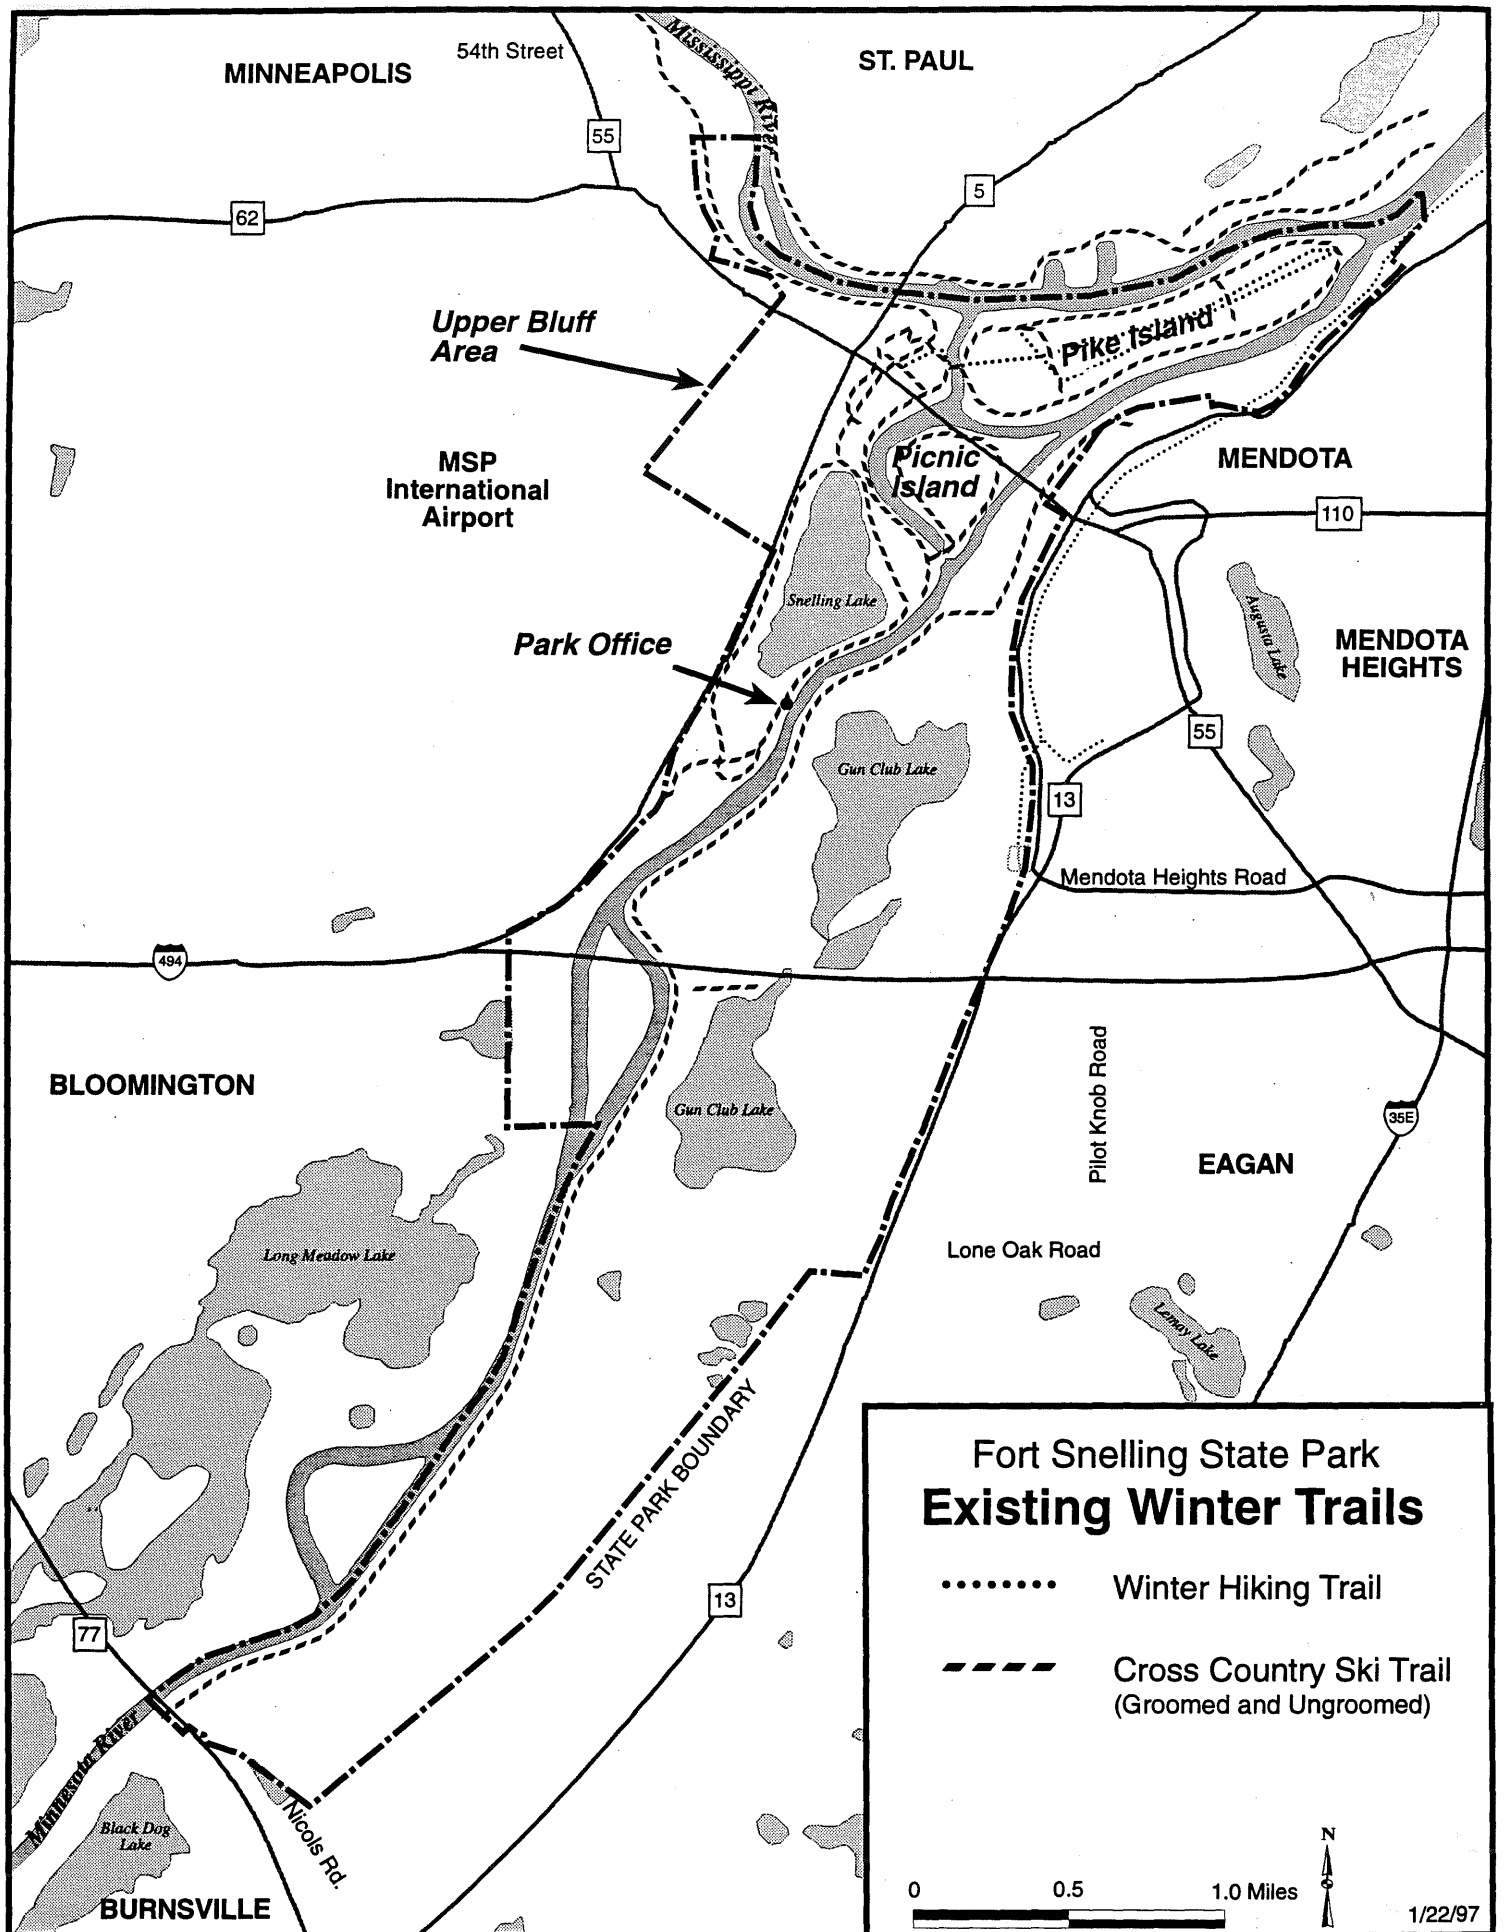 54th Street
MINNEAPOLIS
ST. PAUL
Mississippi River
55
5
62
Upper Bluff
Area
Pike Island
MSP
International
Airport
Picnic
Island
MENDOTA
110
Snelling Lake
Augusta Lake
Park Office
MENDOTA
HEIGHTS
55
Gun Club Lake
13
Mendota Heights Road
494
Pilot Knob Road
BLOOMINGTON
Gun Club Lake
35E
EAGAN
Long Meadow Lake
Lone Oak Road
Lemay Lake
STATE PARK BOUNDARY
13
77
Minnesota River
Nicols Rd.
Black Dog
Lake
BURNSVILLE
Fort Snelling State Park
Existing Winter Trails
Winter Hiking Trail
Cross Country Ski Trail
(Groomed and Ungroomed)
N
0 0.5 1.0 Miles
1/22/97